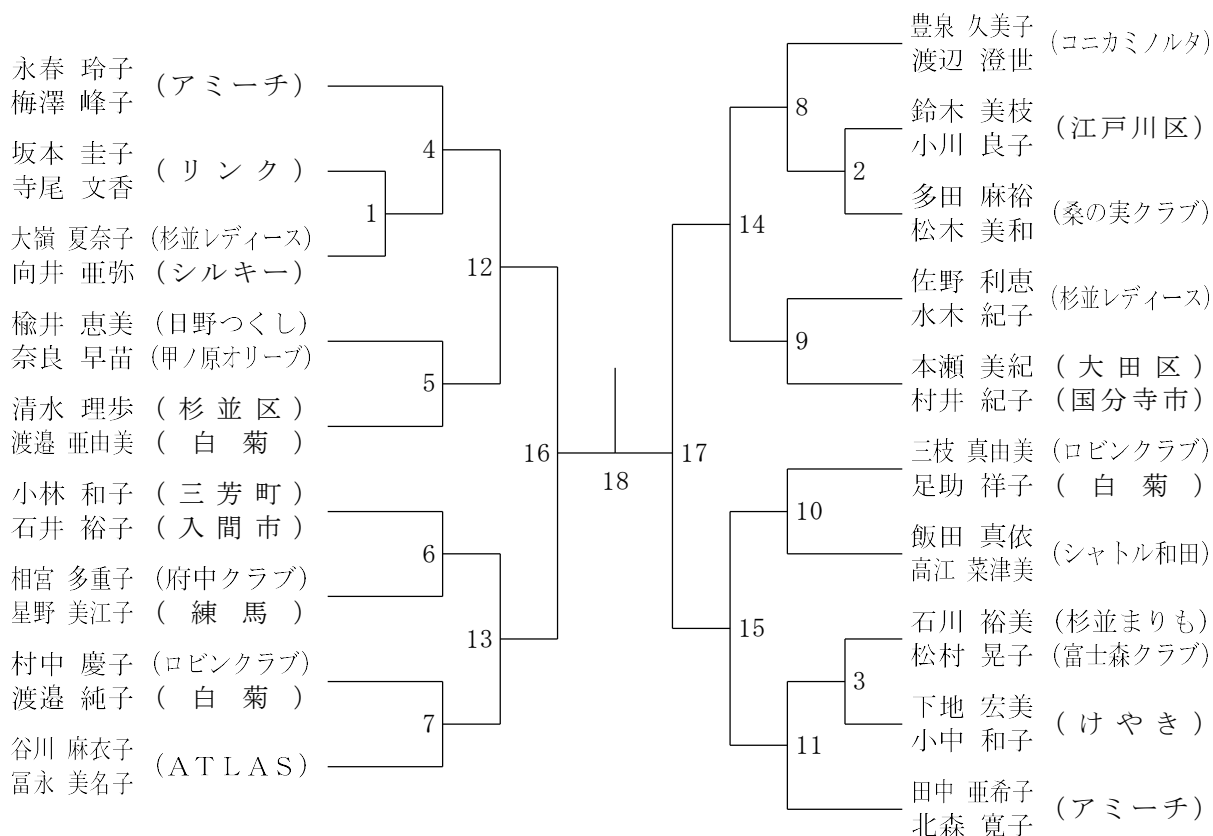 永春 玲子 (アミーチ)
梅澤 峰子
坂本 圭子 (リンク)
寺尾 文香
大嶺 夏奈子 (杉並レディース)
向井 亜弥 (シルキー)
楡井 恵美 (日野つくし)
奈良 早苗 (甲ノ原オリーブ)
清水 理歩 (杉並区)
渡邉 亜由美 (白菊)
小林 和子 (三芳町)
石井 裕子 (入間市)
相宮 多重子 (府中クラブ)
星野 美江子 (練馬)
村中 慶子 (ロビンクラブ)
渡邉 純子 (白菊)
谷川 麻衣子 (ATLAS)
冨永 美名子
1
4
5
6
7
12
13
16
18
17
14
15
8
2
9
10
3
11
豊泉 久美子 (コニカミノルタ)
渡辺 澄世
鈴木 美枝 (江戸川区)
小川 良子
多田 麻裕 (桑の実クラブ)
松木 美和
佐野 利恵 (杉並レディース)
水木 紀子
本瀬 美紀 (大田区)
村井 紀子 (国分寺市)
三枝 真由美 (ロビンクラブ)
足助 祥子 (白菊)
飯田 真依 (シャトル和田)
高江 菜津美
石川 裕美 (杉並まりも)
松村 晃子 (富士森クラブ)
下地 宏美 (けやき)
小中 和子
田中 亜希子 (アミーチ)
北森 寛子